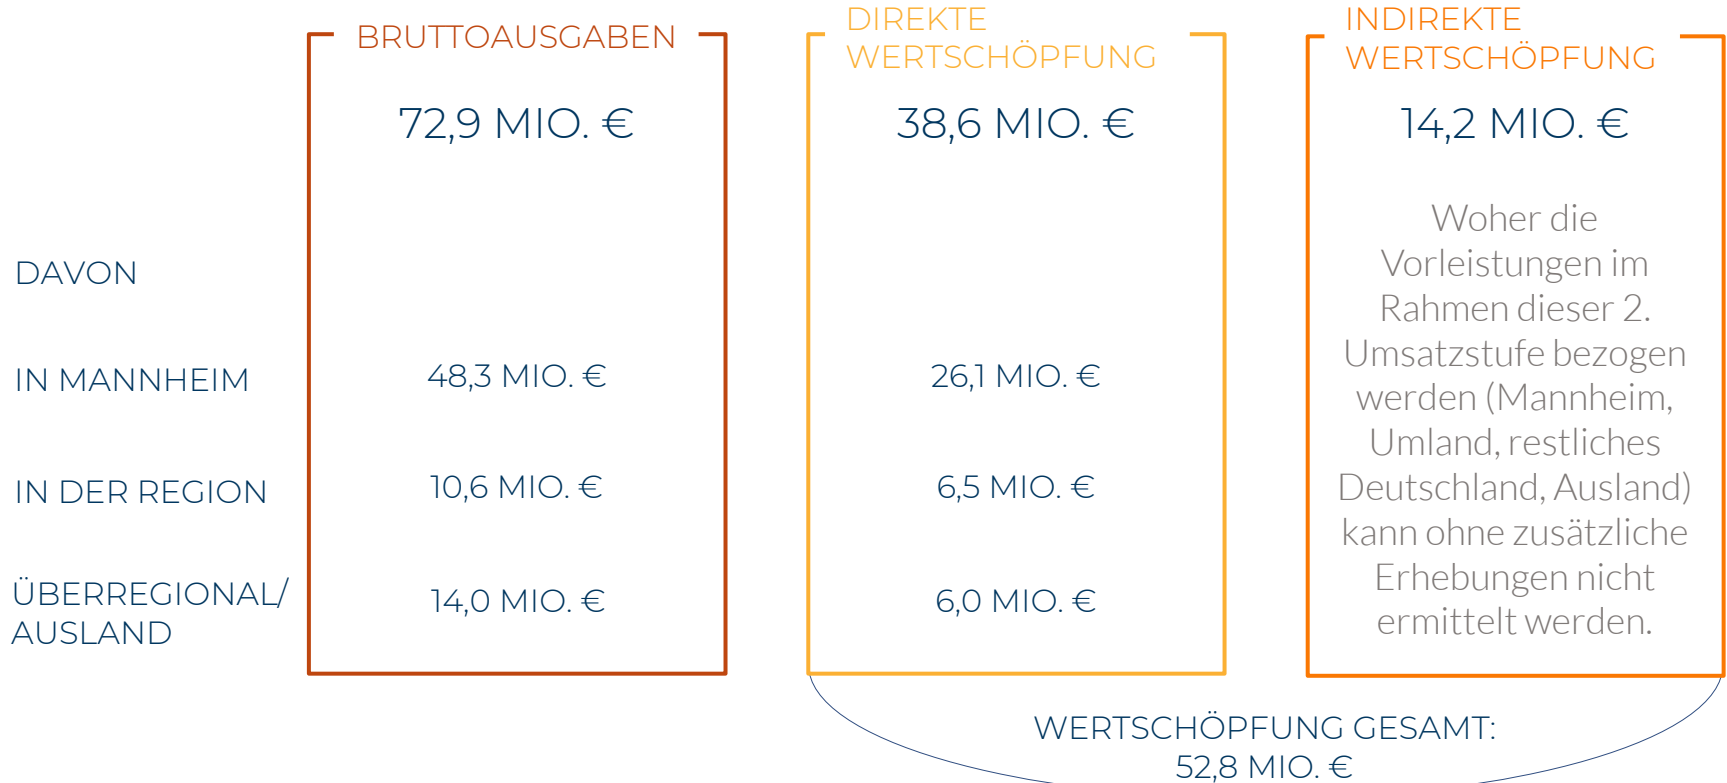 BRUTTOAUSGABEN
72,9 MIO. €
DIREKTE
WERTSCHÖPFUNG
38,6 MIO. €
INDIREKTE
WERTSCHÖPFUNG
14,2 MIO. €
DAVON
IN MANNHEIM
48,3 MIO. €
26,1 MIO. €
IN DER REGION
10,6 MIO. €
6,5 MIO. €
ÜBERREGIONAL/
AUSLAND
14,0 MIO. €
6,0 MIO. €
Woher die
Vorleistungen im
Rahmen dieser 2.
Umsatzstufe bezogen
werden (Mannheim,
Umland, restliches
Deutschland, Ausland)
kann ohne zusätzliche
Erhebungen nicht
ermittelt werden.
WERTSCHÖPFUNG GESAMT:
52,8 MIO. €